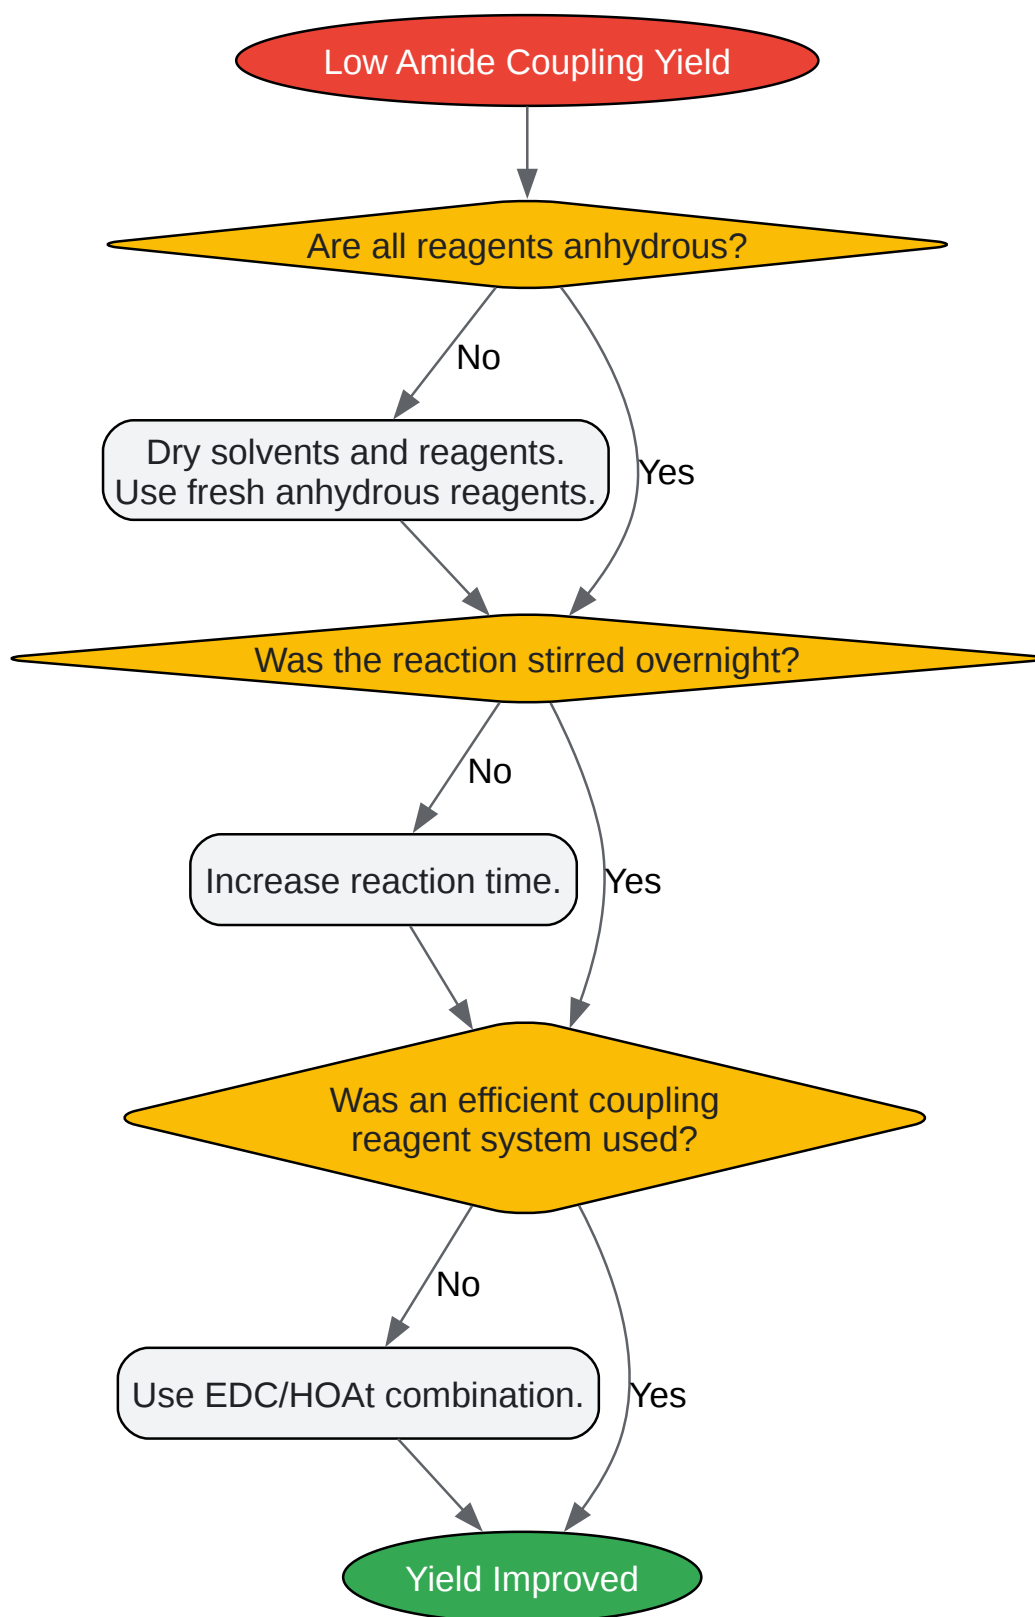 Low Amide Coupling Yield
Are all reagents anhydrous?
No
Dry solvents and reagents.
Use fresh anhydrous reagents.
Yes
Was the reaction stirred overnight?
No
Increase reaction time.
Yes
Was an efficient coupling
reagent system used?
No
Use EDC/HOAt combination.
Yes
Yield Improved